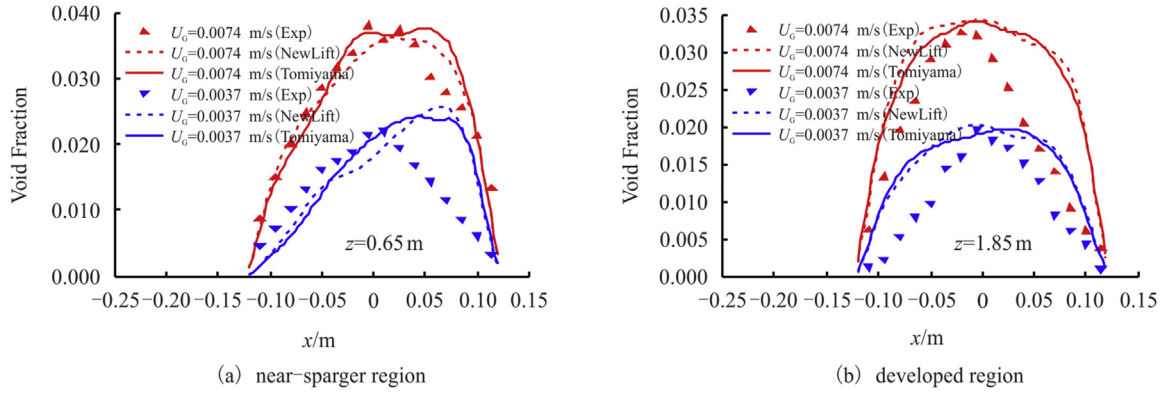 0.040
0.030
0.020
0.010
0.000
Void Fraction
U_G=0.0074 m/s(Exp)
U_G=0.0074 m/s(NewLift)
U_G=0.0074 m/s(Tomiyama)
U_G=0.0037 m/s(Exp)
U_G=0.0037 m/s(NewLift)
U_G=0.0037 m/s(Tomiyama)
z=0.65 m
−0.25 −0.20 −0.15 −0.10 −0.05 0 0.05 0.10 0.15
x/m
(a) near-sparger region
0.035
0.030
0.025
0.020
0.015
0.010
0.005
0.000
Void Fraction
U_G=0.0074 m/s(Exp)
U_G=0.0074 m/s(NewLift)
U_G=0.0074 m/s(Tomiyama)
U_G=0.0037 m/s(Exp)
U_G=0.0037 m/s(NewLift)
U_G=0.0037 m/s(Tomiyama)
z=1.85 m
−0.25 −0.20 −0.15 −0.10 −0.05 0 0.05 0.10 0.15
x/m
(b) developed region